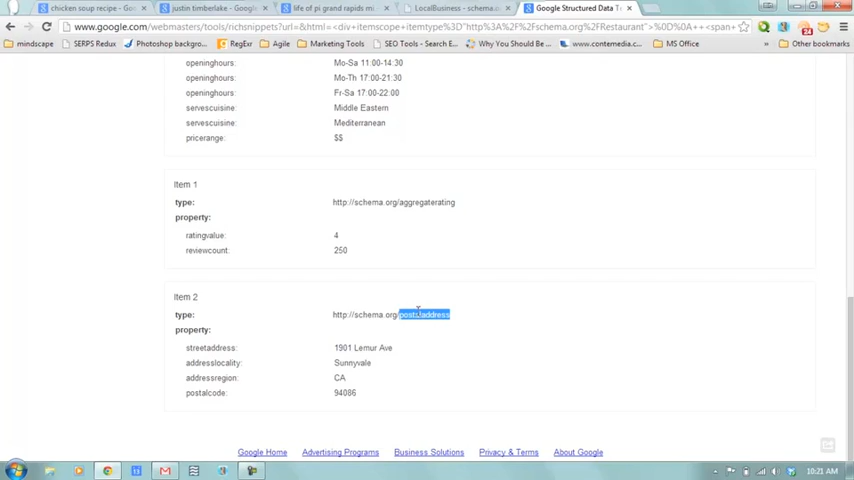 chicken soup recipe - Goo
justin timberlake - Google
life of pi grand rapids mi
LocalBusiness - schema.o
Google Structured Data T
www.google.com/webmasters/tools/richsnippets?url=&html=<div+itemscope+itemtype%3D"http%3A%2F%2Fschema.org%2FRestaurant">%0D%0A++<span+
mindscape
SERPS Redux
Photoshop backgro...
RegExr
Agile
Marketing Tools
SEO Tools - Search E...
Why You Should Be ...
www.contemedia.c...
MS Office
»
Other bookmarks
openinghours: Mo-Sa 11:00-14:30
openinghours: Mo-Th 17:00-21:30
openinghours: Fr-Sa 17:00-22:00
servescuisine: Middle Eastern
servescuisine: Mediterranean
pricerange: $$
Item 1
type: http://schema.org/aggregaterating
property:
ratingvalue: 4
reviewcount: 250
Item 2
type: http://schema.org/postaladdress
property:
streetaddress: 1901 Lemur Ave
addresslocality: Sunnyvale
addressregion: CA
postalcode: 94086
Google Home Advertising Programs Business Solutions Privacy & Terms About Google
10:21 AM